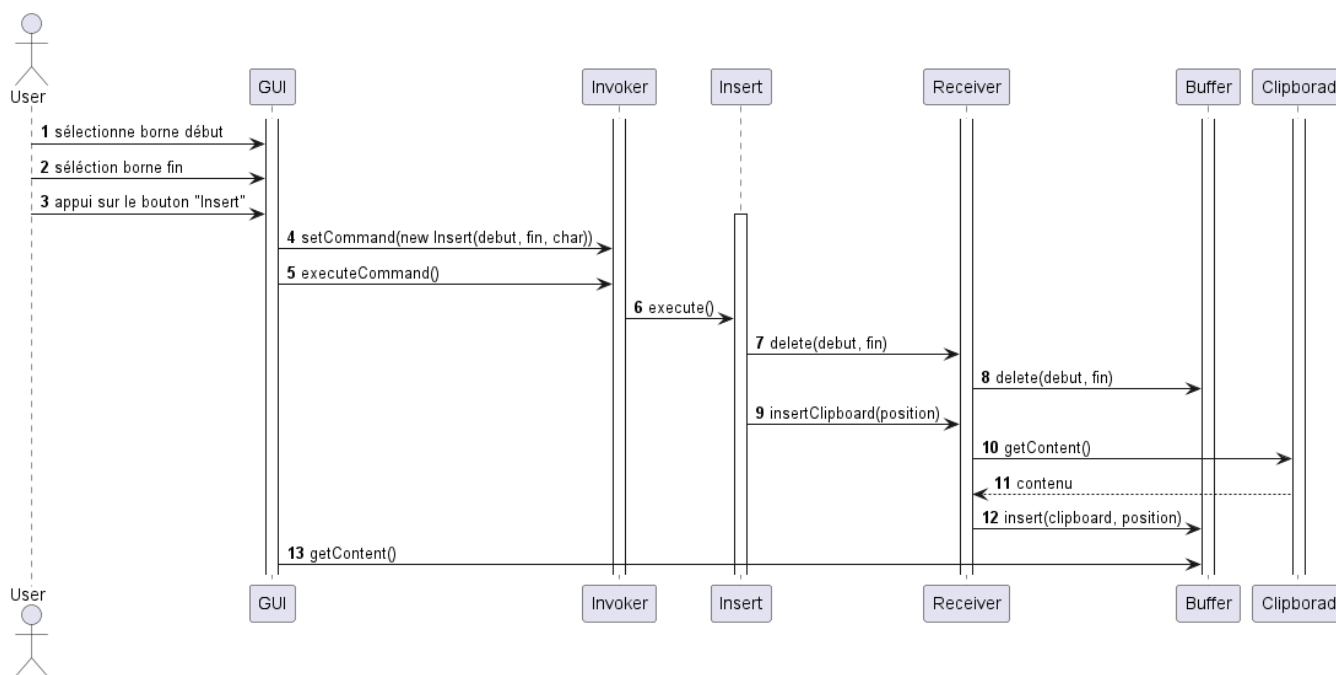 User
GUI
Invoker
Insert
Receiver
Buffer
Clipborad
1 sélectionne borne début
2 séléction borne fin
3 appui sur le bouton "Insert"
4 setCommand(new Insert(debut, fin, char))
5 executeCommand()
6 execute()
7 delete(debut, fin)
8 delete(debut, fin)
9 insertClipboard(position)
10 getContent()
11 contenu
12 insert(clipboard, position)
13 getContent()
User
GUI
Invoker
Insert
Receiver
Buffer
Clipborad